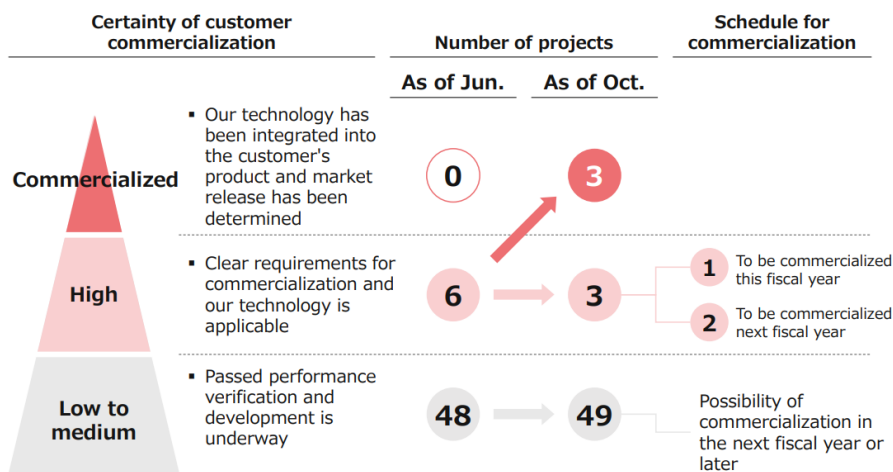 Certainty of customer
commercialization
Number of projects
Schedule for
commercialization
As of Jun.
As of Oct.
Commercialized
▪ Our technology has
been integrated into
the customer's
product and market
release has been
determined
0
3
High
▪ Clear requirements for
commercialization and
our technology is
applicable
6
3
1
To be commercialized
this fiscal year
2
To be commercialized
next fiscal year
Low to
medium
▪ Passed performance
verification and
development is
underway
48
49
Possibility of
commercialization in
the next fiscal year or
later